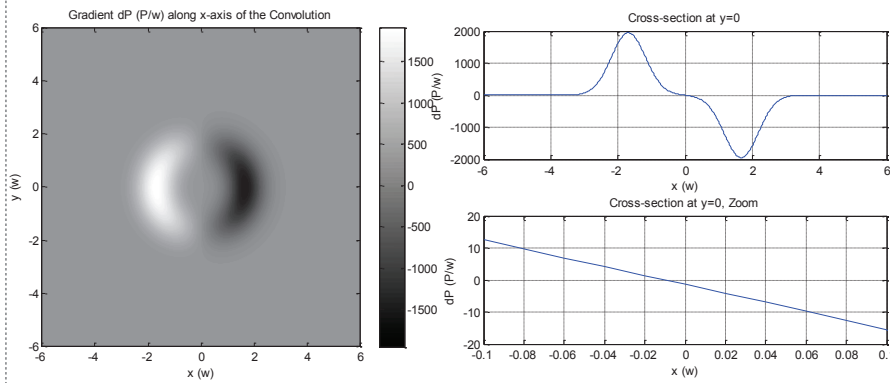 Gradient dP (P/w) along x-axis of the Convolution
6
4
2
0
-2
-4
-6
y (w)
-6 -4 -2 0 2 4 6
x (w)
1500
1000
500
0
-500
-1000
-1500
Cross-section at y=0
2000
1000
0
-1000
-2000
dP (P/w)
-6 -4 -2 0 2 4 6
x (w)
Cross-section at y=0, Zoom
20
10
0
-10
-20
dP (P/w)
-0.1 -0.08 -0.06 -0.04 -0.02 0 0.02 0.04 0.06 0.08 0.1
x (w)